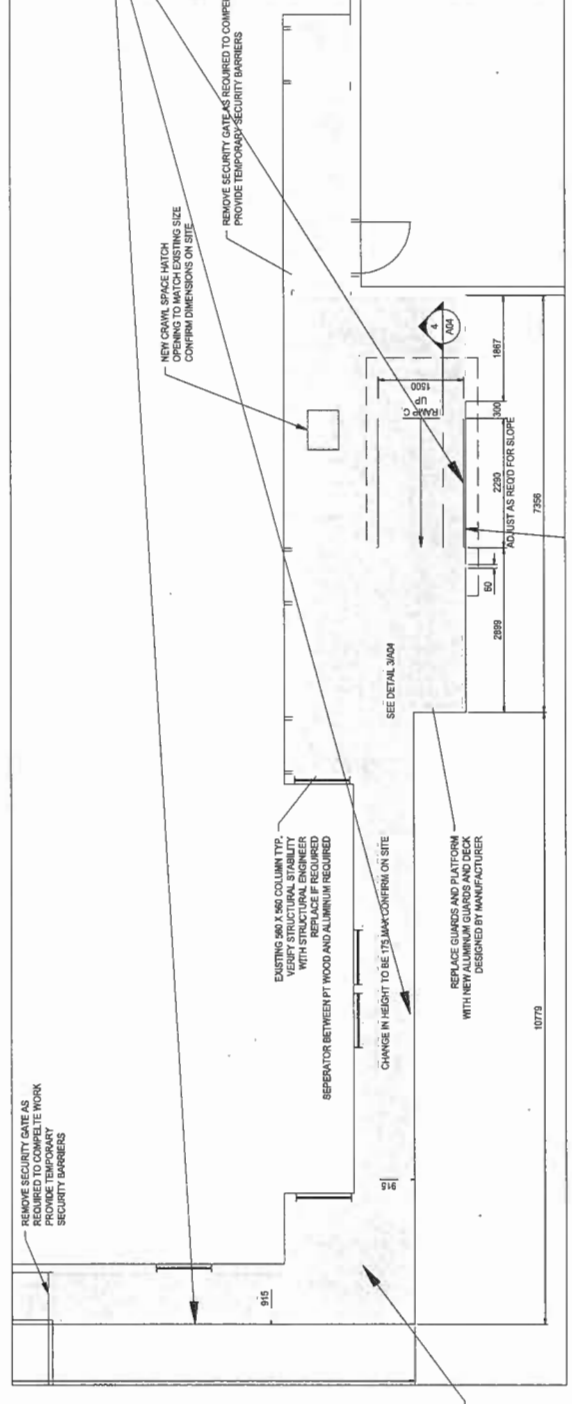 REMOVE SECURITY GATE AS
REQUIRED TO COMPELTE WORK
PROVIDE TEMPORARY
SECURITY BARRIERS
915
EXISTING 560 X 560 COLUMN TYP.
VERIFY STRUCTURAL STABILITY
WITH STRUCTURAL ENGINEER
REPLACE IF REQUIRED
SEPERATOR BETWEEN PT WOOD AND ALUMINUM REQUIRED
NEW CRAWL SPACE HATCH
OPENING TO MATCH EXISTING SIZE
CONFIRM DIMENSIONS ON SITE
REMOVE SECURITY GATE AS REQUIRED TO COMPE
PROVIDE TEMPORARY SECURITY BARRIERS
915
CHANGE IN HEIGHT TO BE 175 MAX CONFIRM ON SITE
SEE DETAIL 3/A04
RAMP C
UP
1500
4
A04
REPLACE GUARDS AND PLATFORM
WITH NEW ALUMINUM GUARDS AND DECK
DESIGNED BY MANUFACTURER
60
2899
2290
300
1867
ADJUST AS REQ'D FOR SLOPE
10779
7356